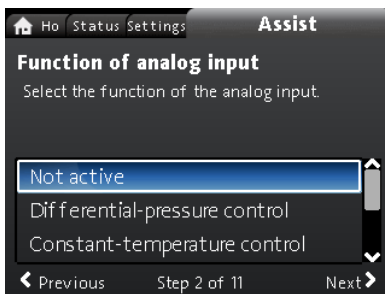 Ho Status Settings Assist
Function of analog input
Select the function of the analog input.
Not active
Differential-pressure control
Constant-temperature control
Previous Step 2 of 11 Next